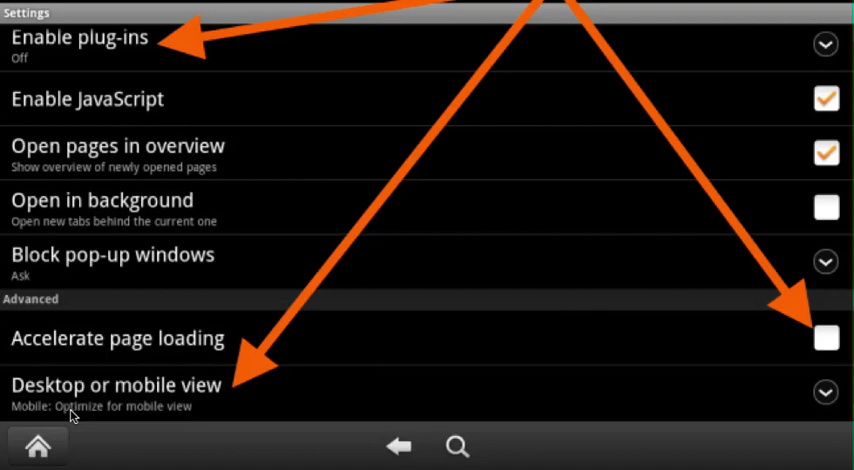 Settings
Enable plug-ins
Off
Enable JavaScript
Open pages in overview
Show overview of newly opened pages
Open in background
Open new tabs behind the current one
Block pop-up windows
Ask
Advanced
Accelerate page loading
Desktop or mobile view
Mobile: Optimize for mobile view